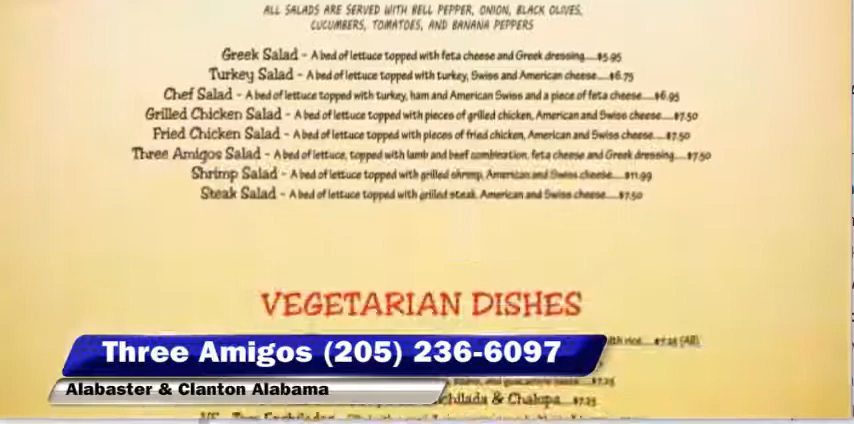 ALL SALADS ARE SERVED WITH BELL PEPPER, ONION, BLACK OLIVES,
CUCUMBERS, TOMATOES, AND BANANA PEPPERS
Greek Salad - A bed of lettuce topped with feta cheese and Greek dressing....$5.95
Turkey Salad - A bed of lettuce topped with turkey, Swiss and American cheese....$6.75
Chef Salad - A bed of lettuce topped with turkey, ham and American Swiss and a piece of feta cheese....$6.95
Grilled Chicken Salad - A bed of lettuce topped with pieces of grilled chicken, American and Swiss cheese....$7.50
Fried Chicken Salad - A bed of lettuce topped with pieces of fried chicken, American and Swiss cheese....$7.50
Three Amigos Salad - A bed of lettuce, topped with lamb and beef combination, feta cheese and Greek dressing....$7.50
Shrimp Salad - A bed of lettuce topped with grilled shrimp, American and Swiss cheese....$11.99
Steak Salad - A bed of lettuce topped with grilled steak, American and Swiss cheese....$7.50
VEGETARIAN DISHES
rice....$7.25
Three Amigos (205) 236-6097
$7.25
Alabaster & Clanton Alabama
& Chalupa....$7.25